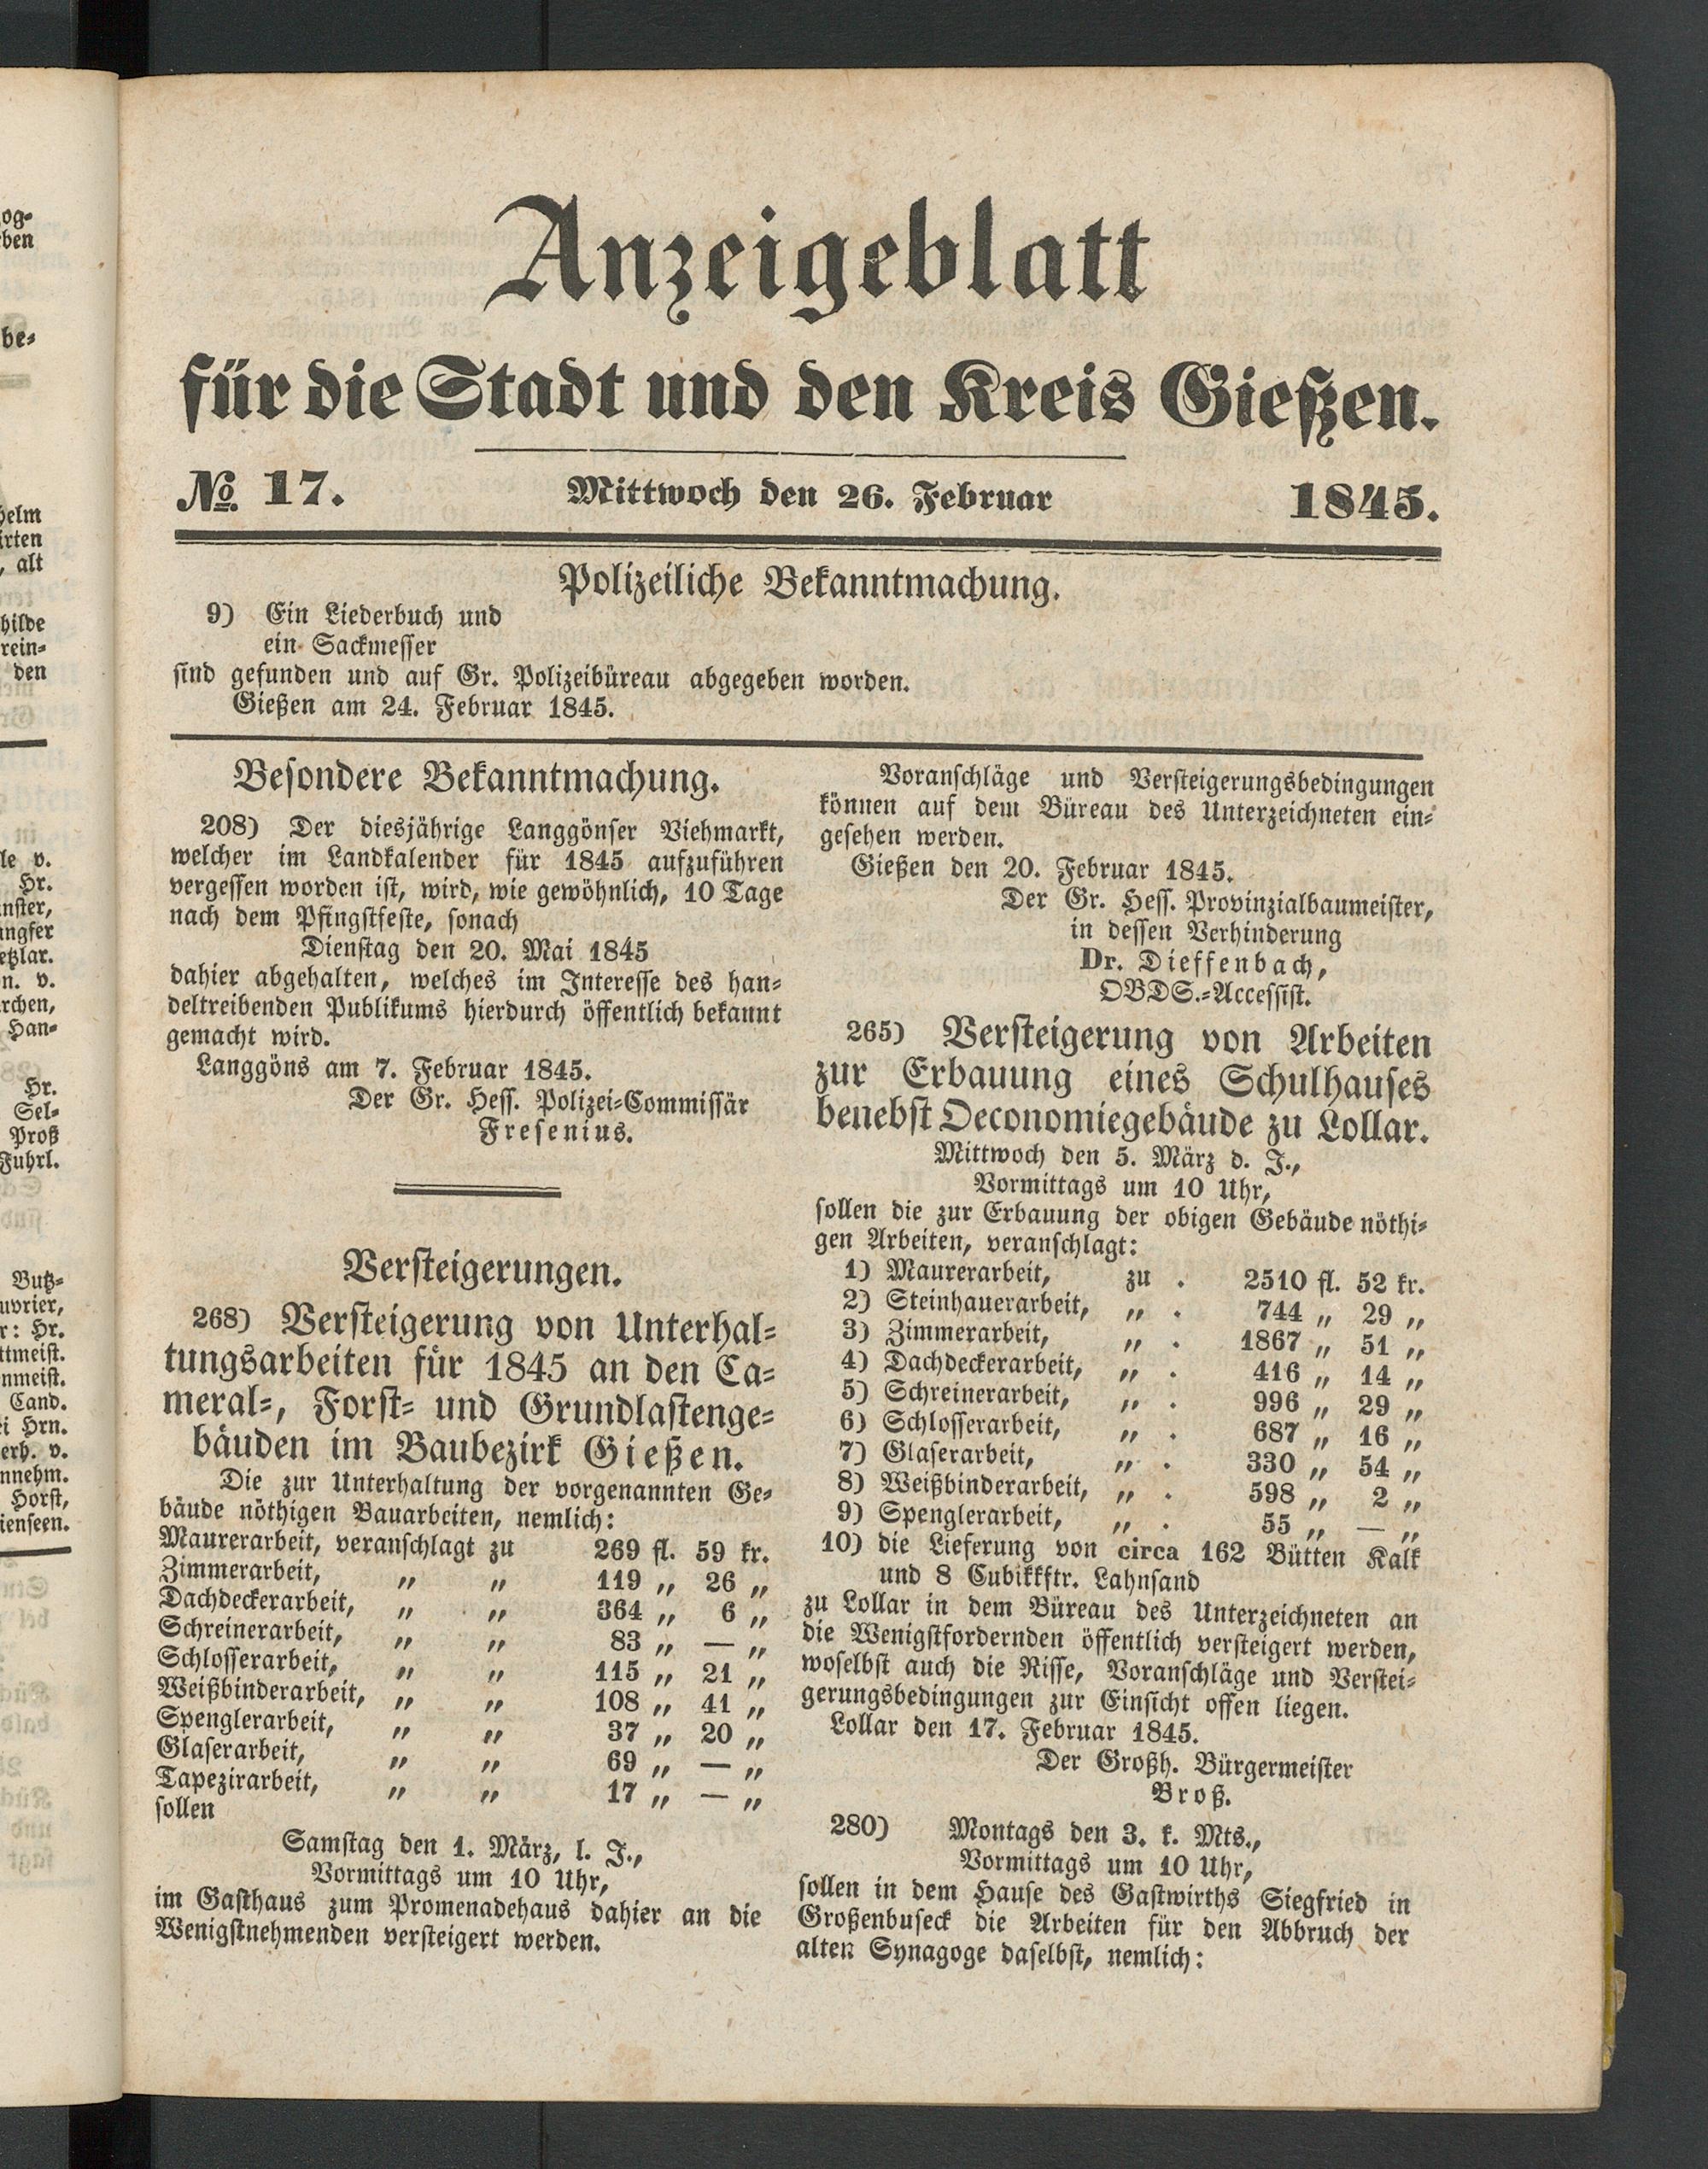 Anzeigeblatt
für die Stadt und den Kreis Gießen.
No. 17. Mittwoch den 26. Februar 1845.
Polizeiliche Bekanntmachung.
9) Ein Liederbuch und
ein Sackmesser
sind gefunden und auf Gr. Polizeibüreau abgegeben worden.
Gießen am 24. Februar 1845.
Besondere Bekanntmachung.
208) Der diesjährige Langgönser Viehmarkt,
welcher im Landkalender für 1845 aufzuführen
vergessen worden ist, wird, wie gewöhnlich, 10 Tage
nach dem Pfingstfeste, sonach
Dienstag den 20. Mai 1845
dahier abgehalten, welches im Interesse des han-
deltreibenden Publikums hierdurch öffentlich bekannt
gemacht wird.
Langgöns am 7. Februar 1845.
Der Gr. Hess. Polizei-Commissär
Fresenius.
Versteigerungen.
268) Versteigerung von Unterhal-
tungsarbeiten für 1845 an den Ca-
meral-, Forst- und Grundlastenge-
bäuden im Baubezirk Gießen.
Die zur Unterhaltung der vorgenannten Ge-
bäude nöthigen Bauarbeiten, nemlich:
Maurerarbeit, veranschlagt zu 269 fl. 59 kr.
Zimmerarbeit, „ „ 119 „ 26 „
Dachdeckerarbeit, „ „ 364 „ 6 „
Schreinerarbeit, „ „ 83 „ — „
Schlosserarbeit, „ „ 115 „ 21 „
Weißbinderarbeit, „ „ 108 „ 41 „
Spenglerarbeit, „ „ 37 „ 20 „
Glaserarbeit, „ „ 69 „ — „
Tapezirarbeit, „ „ 17 „ — „
sollen
Samstag den 1. März, l. J.,
Vormittags um 10 Uhr,
im Gasthaus zum Promenadehaus dahier an die
Wenigstnehmenden versteigert werden.
Voranschläge und Versteigerungsbedingungen
können auf dem Büreau des Unterzeichneten ein-
gesehen werden.
Gießen den 20. Februar 1845.
Der Gr. Hess. Provinzialbaumeister,
in dessen Verhinderung
Dr. Dieffenbach,
OBDS.-Accessist.
265) Versteigerung von Arbeiten
zur Erbauung eines Schulhauses
benebst Oeconomiegebäude zu Lollar.
Mittwoch den 5. März d. J.,
Vormittags um 10 Uhr,
sollen die zur Erbauung der obigen Gebäude nöthi-
gen Arbeiten, veranschlagt:
1) Maurerarbeit, zu . 2510 fl. 52 kr.
2) Steinhauerarbeit, „ . 744 „ 29 „
3) Zimmerarbeit, „ . 1867 „ 51 „
4) Dachdeckerarbeit, „ . 416 „ 14 „
5) Schreinerarbeit, „ . 996 „ 29 „
6) Schlosserarbeit, „ . 687 „ 16 „
7) Glaserarbeit, „ . 330 „ 54 „
8) Weißbinderarbeit, „ . 598 „ 2 „
9) Spenglerarbeit, „ . 55 „ — „
10) die Lieferung von circa 162 Bütten Kalk
und 8 Cubikkftr. Lahnsand
zu Lollar in dem Büreau des Unterzeichneten an
die Wenigstfordernden öffentlich versteigert werden,
woselbst auch die Risse, Voranschläge und Verstei-
gerungsbedingungen zur Einsicht offen liegen.
Lollar den 17. Februar 1845.
Der Großh. Bürgermeister
Broß.
280) Montags den 3. k. Mts.,
Vormittags um 10 Uhr,
sollen in dem Hause des Gastwirths Siegfried in
Großenbuseck die Arbeiten für den Abbruch der
alten Synagoge daselbst, nemlich: